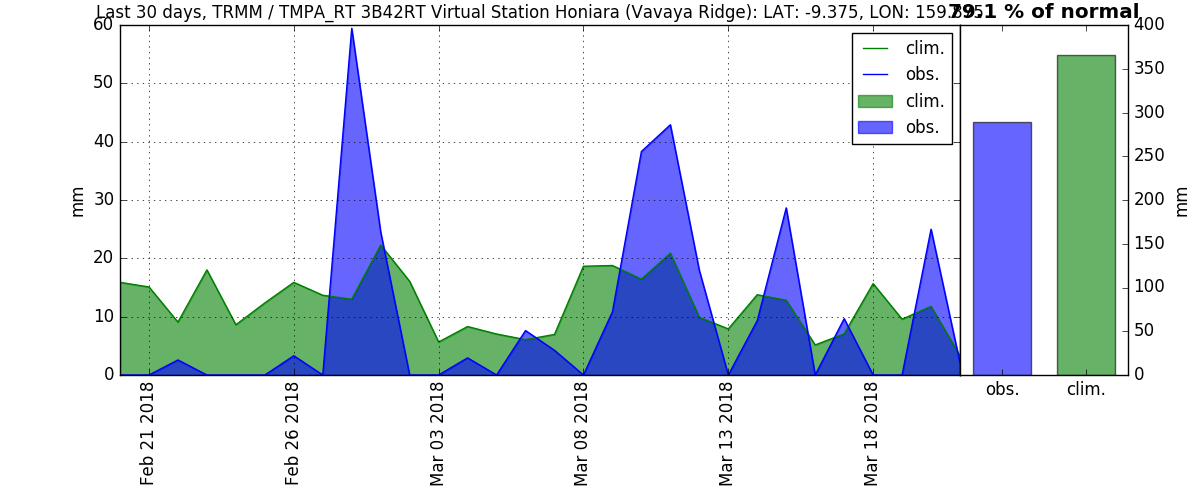 Last 30 days, TRMM / TMPA_RT 3B42RT Virtual Station Honiara (Vavaya Ridge): LAT: -9.375, LON:
79.1 % of normal
60
50
40
30
20
10
0
mm
Feb 21 2018
Feb 26 2018
Mar 03 2018
Mar 08 2018
Mar 13 2018
Mar 18 2018
clim.
obs.
clim.
obs.
400
350
300
250
200
150
100
50
0
mm
obs.
clim.